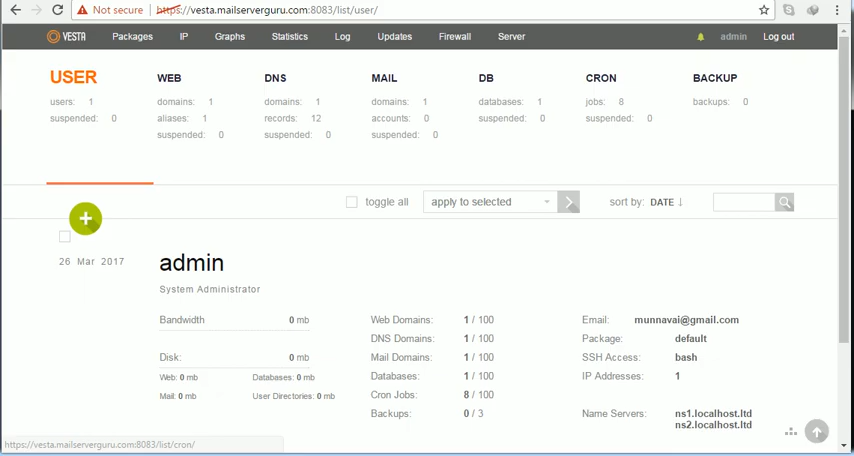 Not secure https://vesta.mailserverguru.com:8083/list/user/
VESTA Packages IP Graphs Statistics Log Updates Firewall Server admin Log out
USER WEB DNS MAIL DB CRON BACKUP
users: 1 domains: 1 domains: 1 domains: 1 databases: 1 jobs: 8 backups: 0
suspended: 0 aliases: 1 records: 12 accounts: 0 suspended: 0 suspended: 0
suspended: 0 suspended: 0 suspended: 0
toggle all apply to selected sort by: DATE ↓
26 Mar 2017
admin
System Administrator
Bandwidth 0 mb Web Domains: 1 / 100 Email: munnavai@gmail.com
DNS Domains: 1 / 100 Package: default
Disk: 0 mb Mail Domains: 1 / 100 SSH Access: bash
Web: 0 mb Databases: 0 mb Databases: 1 / 100 IP Addresses: 1
Mail: 0 mb User Directories: 0 mb Cron Jobs: 8 / 100
Backups: 0 / 3 Name Servers: ns1.localhost.ltd
ns2.localhost.ltd
https://vesta.mailserverguru.com:8083/list/cron/